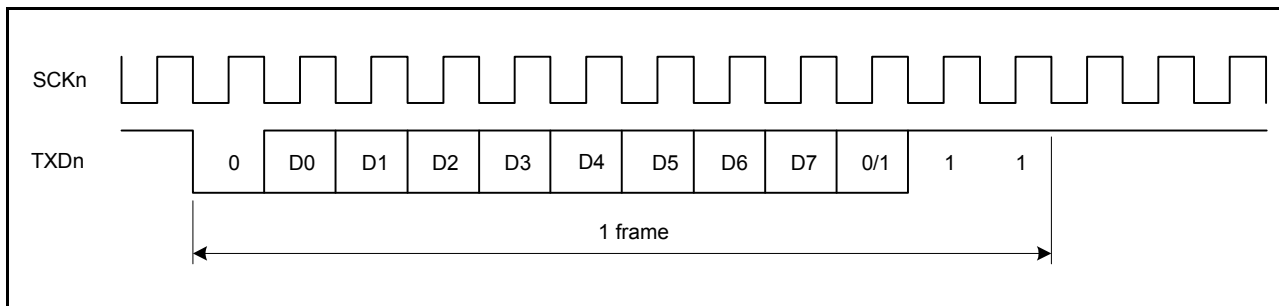 SCKn
TXDn
0 D0 D1 D2 D3 D4 D5 D6 D7 0/1 1 1
1 frame